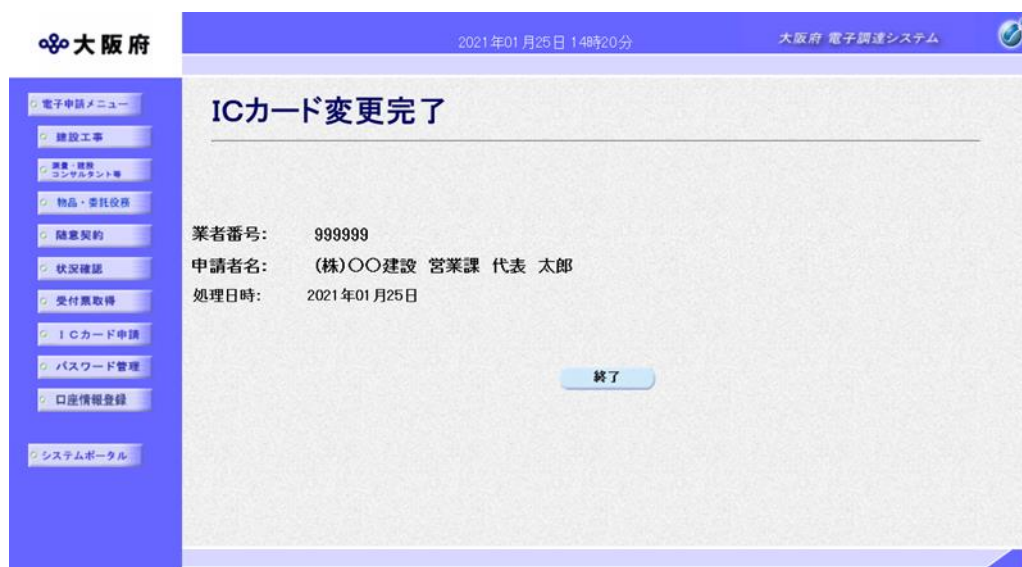 大阪府
2021年01月25日 14時20分
大阪府 電子調達システム
電子申請メニュー
建設工事
測量・建設
コンサルタント等
物品・委託役務
随意契約
状況確認
受付票取得
ICカード申請
パスワード管理
口座情報登録
システムポータル
ICカード変更完了
業者番号: 999999
申請者名: (株)〇〇建設 営業課 代表 太郎
処理日時: 2021年01月25日
終了